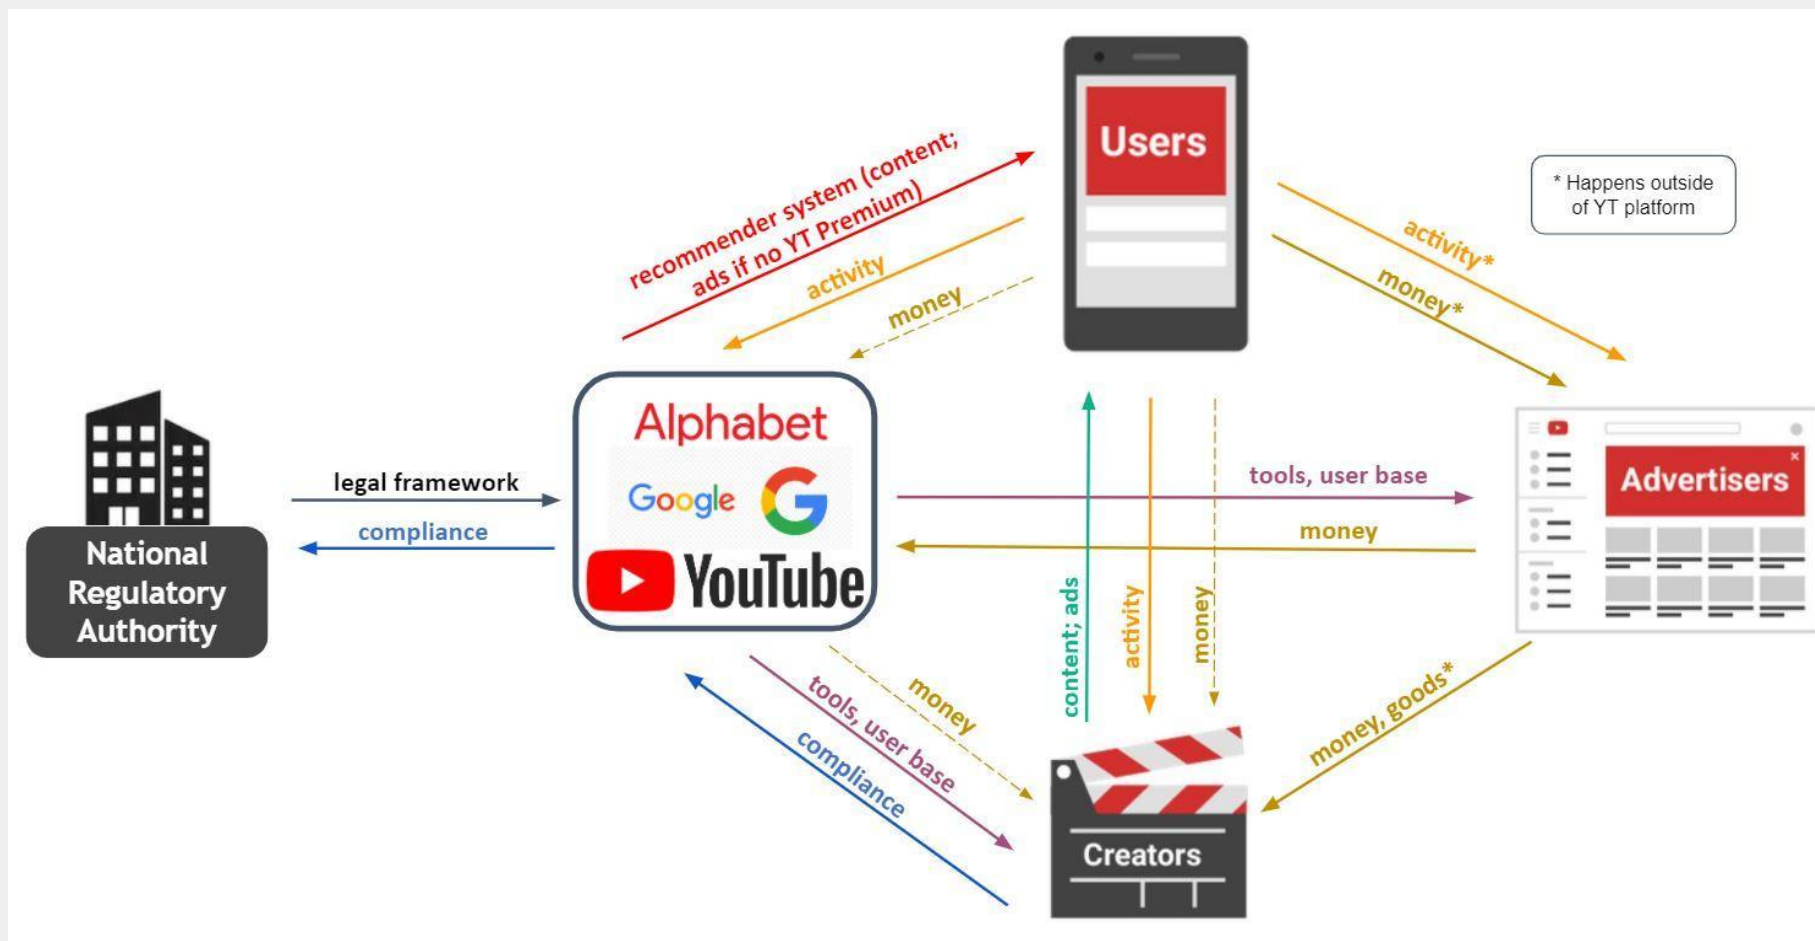 Users
* Happens outside
of YT platform
recommender system (content;
ads if no YT Premium)
activity
money
activity*
money*
Alphabet
Google
G
YouTube
legal framework
compliance
National
Regulatory
Authority
tools, user base
money
Advertisers
content; ads
activity
money
money
tools, user base
compliance
money, goods*
Creators